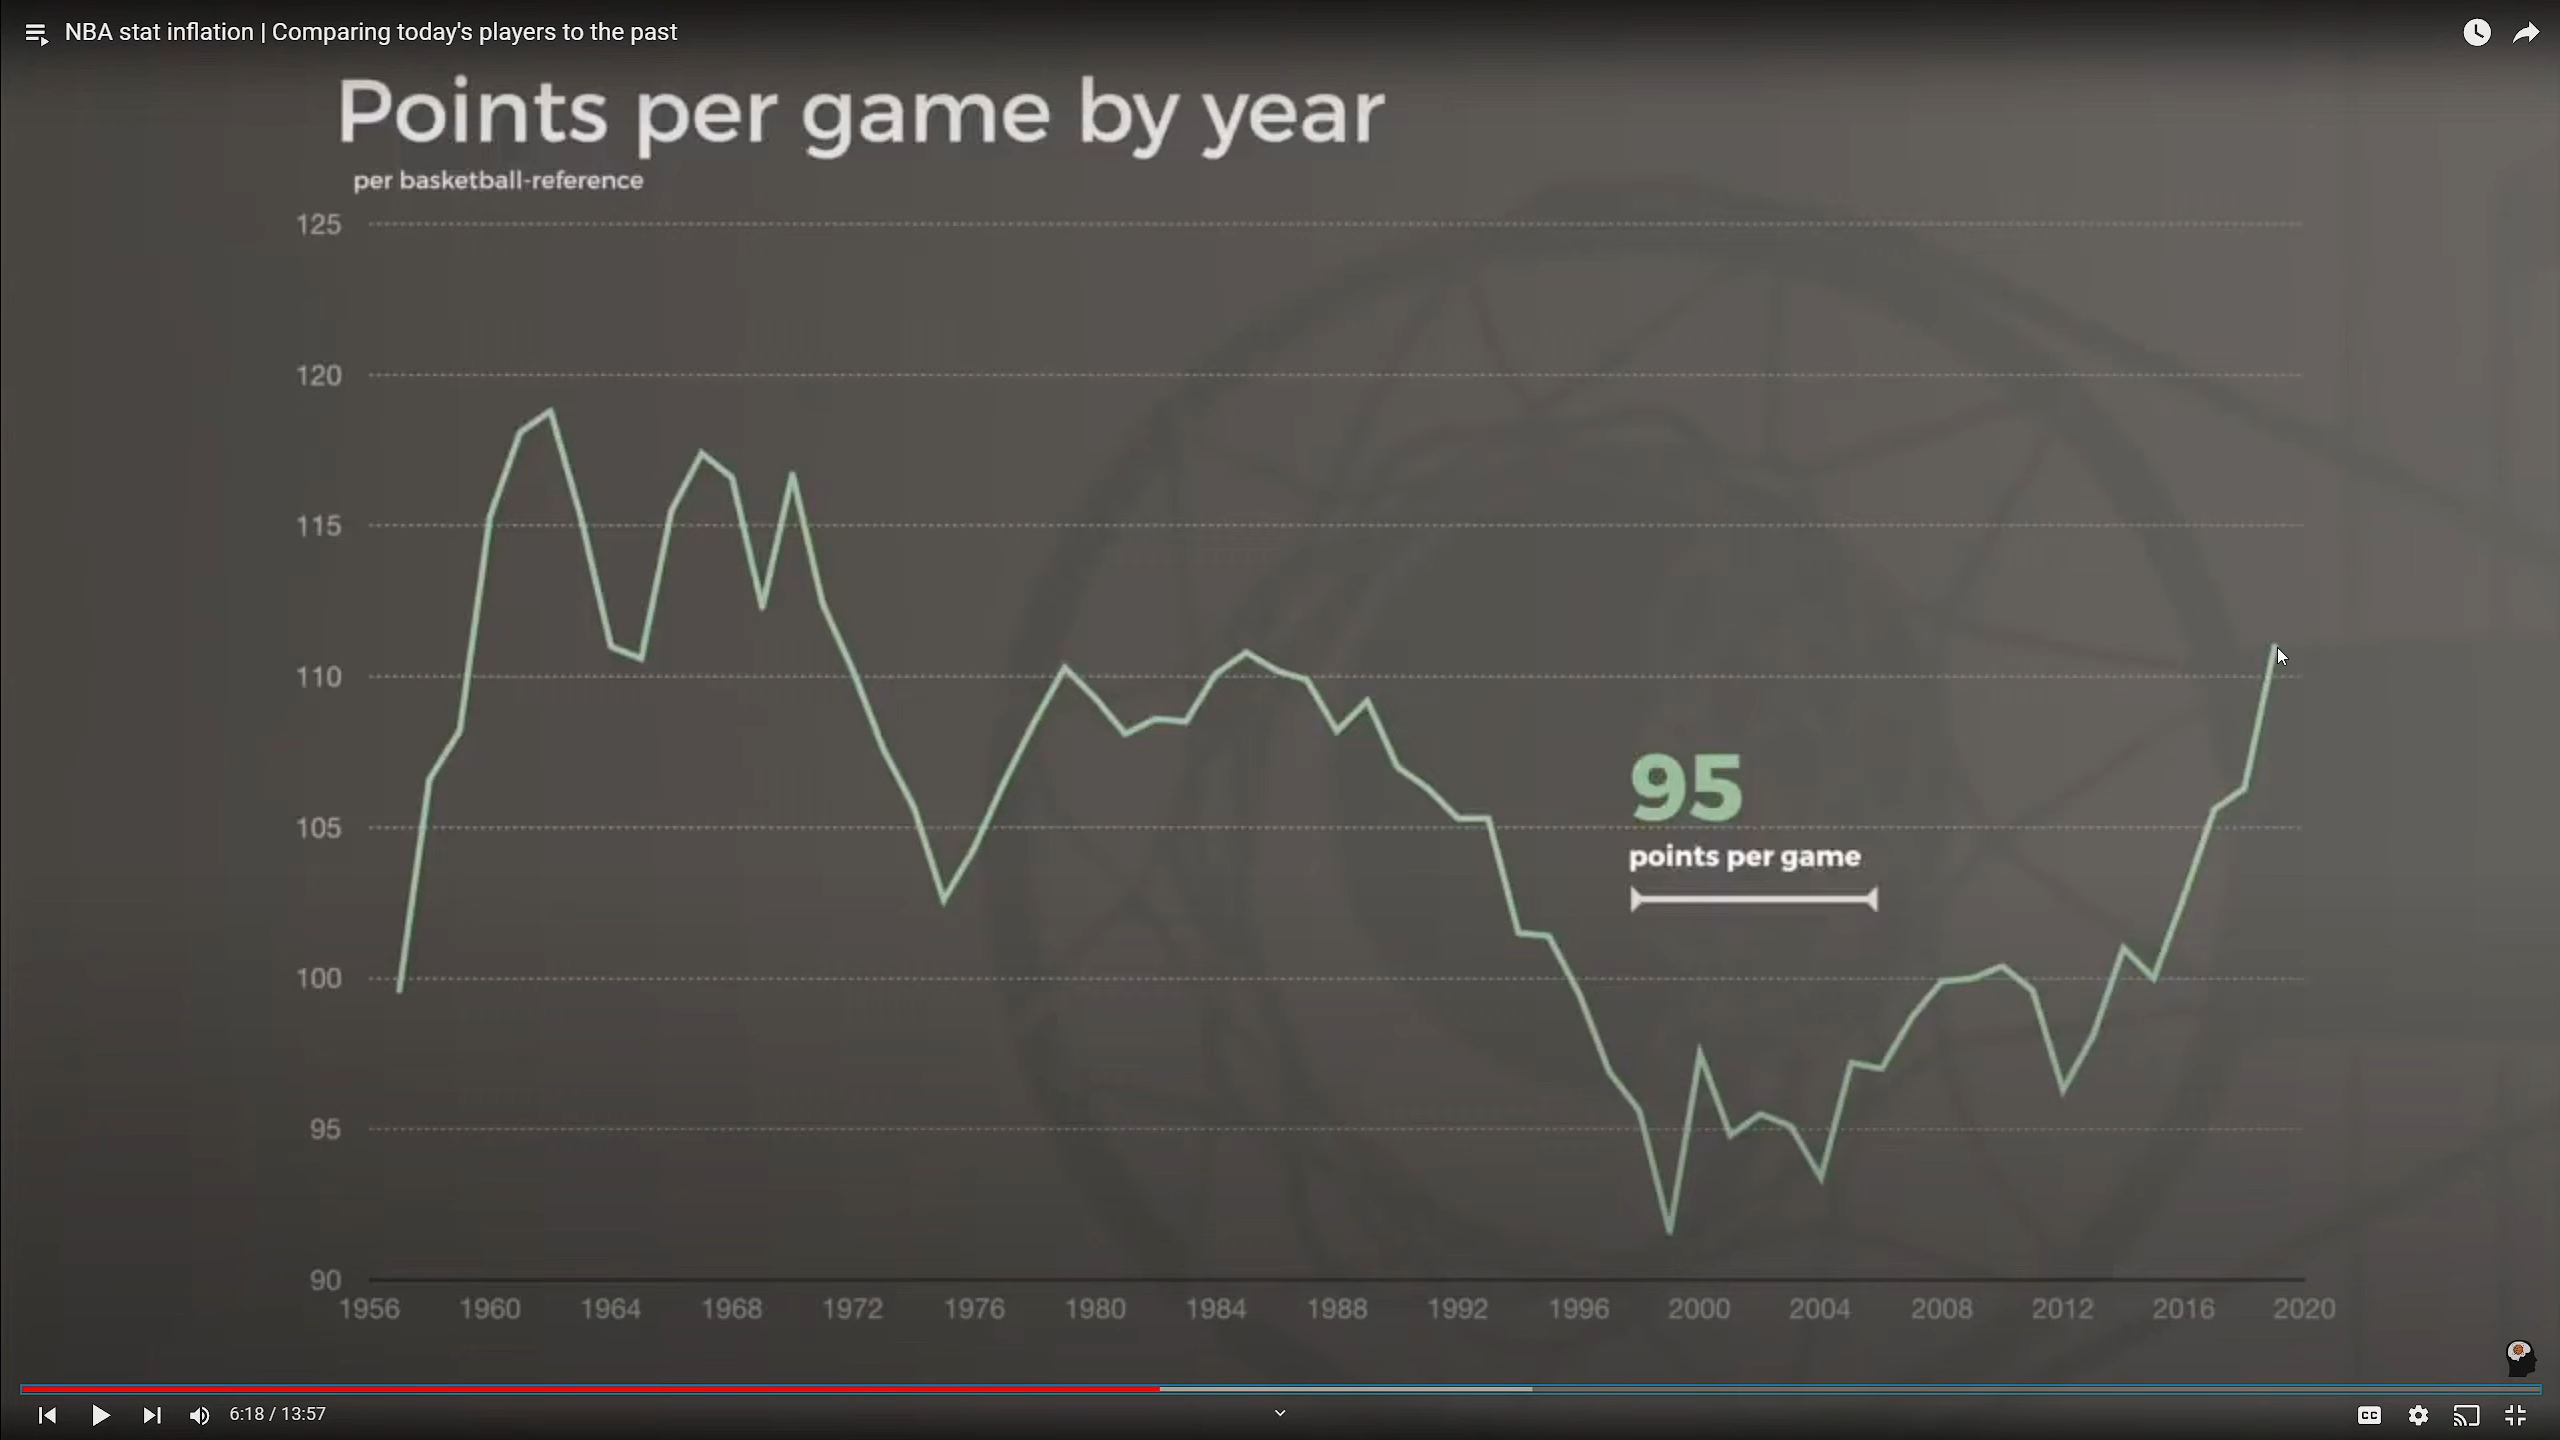 NBA stat inflation | Comparing today's players to the past
Points per game by year
per basketball-reference
125
120
115
110
105
100
95
90
95
points per game
1956 1960 1964 1968 1972 1976 1980 1984 1988 1992 1996 2000 2004 2008 2012 2016 2020
6:18 / 13:57
CC